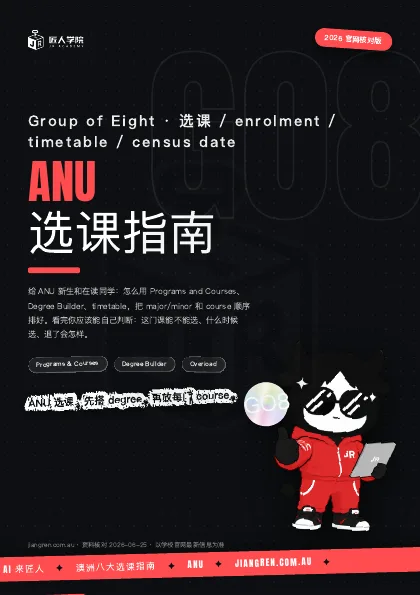 匠人学院
JR ACADEMY
2026 官网核对版
GO8
Group of Eight · 选课 / enrolment /
timetable / census date
ANU
选课指南
给 ANU 新生和在读同学：怎么用 Programs and Courses、
Degree Builder、timetable，把 major/minor 和 course 顺序
排好。看完你应该能自己判断：这门课能不能选、什么时候
选、退了会怎样。
Programs & Courses
Degree Builder
Overload
ANU 选课，先搭 degree，再放每门 course。
GO8
JR
JR
jiangren.com.au · 资料核对 2026-06-25 · 以学校官网最新信息为准
AI 来匠人 ✦ 澳洲八大选课指南 ✦ ANU ✦ JIANGREN.COM.AU ✦